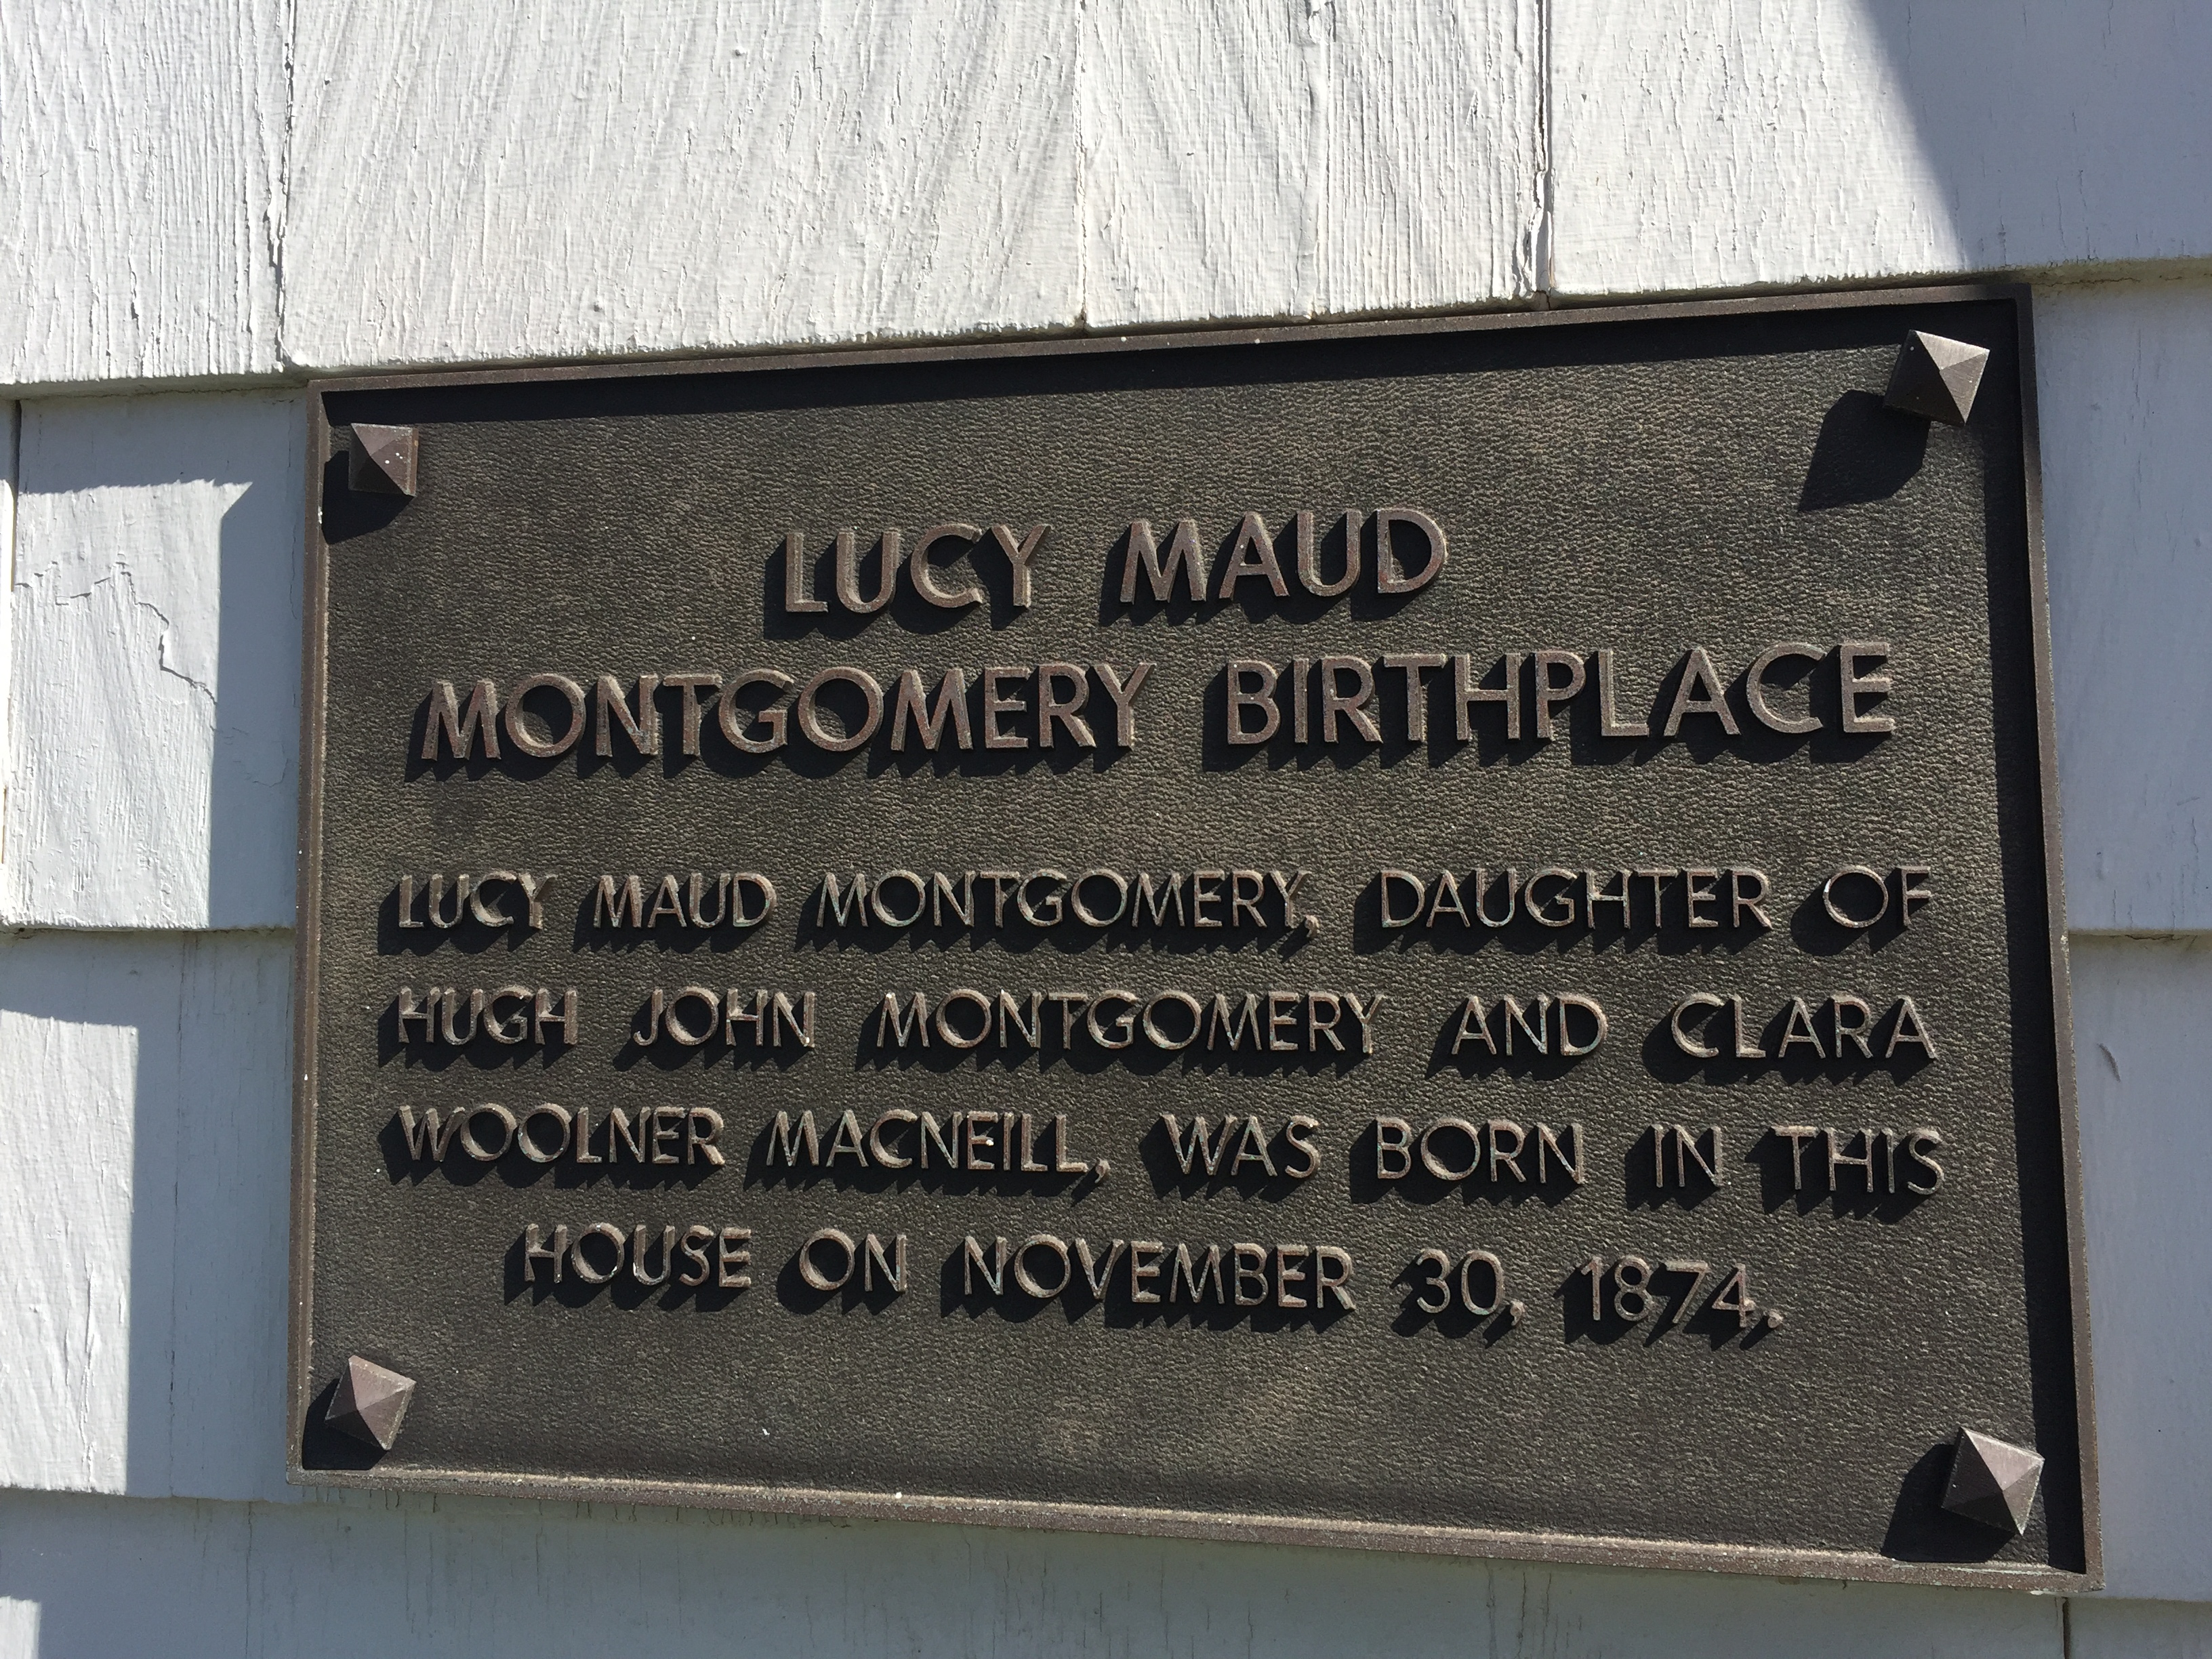 LUCY MAUD
MONTGOMERY BIRTHPLACE
LUCY MAUD MONTGOMERY, DAUGHTER OF
HUGH JOHN MONTGOMERY AND CLARA
WOOLNER MACNEILL, WAS BORN IN THIS
HOUSE ON NOVEMBER 30, 1874.